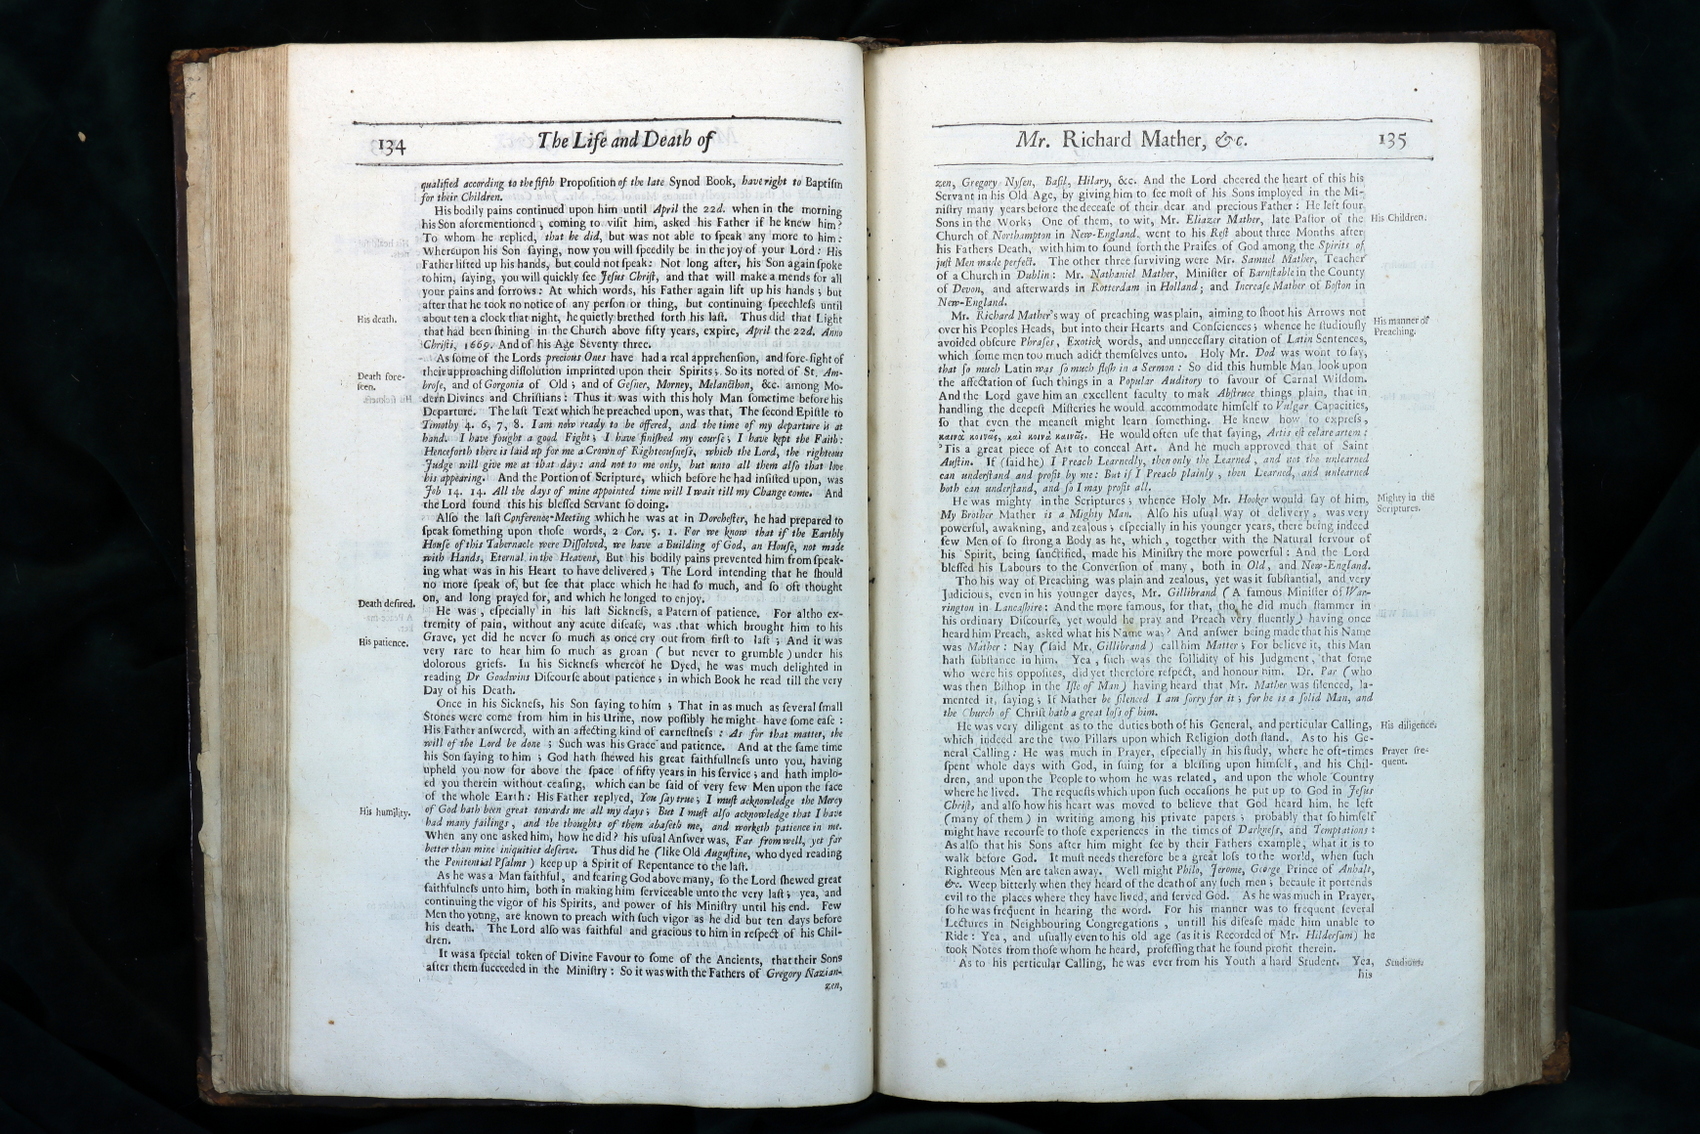 134
The Life and Death of
qualified according to the fifth Proposition of the late Synod Book, have right to Baptism
for their Children.
His bodily pains continued upon him until April the 22d. when in the morning
his Son aforementioned, coming to visit him, asked his Father if he knew him?
To whom he replied, that he did, but was not able to speak any more to him:
Whereupon his Son saying, now you will speedily be in the joy of your Lord: His
Father lifted up his hands, but could not speak: Not long after, his Son again spoke
to him, saying, you will quickly see Jesus Christ, and that will make a mends for all
your pains and sorrows: At which words, his Father again lift up his hands; but
after that he took no notice of any person or thing, but continuing speechless until
His death.
about ten a clock that night, he quietly brethed forth his last. Thus did that Light
that had been shining in the Church above fifty years, expire, April the 22d. Anno
Christi, 1669. And of his Age Seventy three.
As some of the Lords precious Ones have had a real apprehension, and fore-sight of
Death fore-
seen.
their approaching dissolution imprinted upon their Spirits; So its noted of St. Am-
brose, and of Gorgonia of Old; and of Gesner, Morney, Melancthon, &c. among Mo-
dern Divines and Christians: Thus it was with this holy Man sometime before his
Departure. The last Text which he preached upon, was that, The second Epistle to
Timothy 4. 6, 7, 8. I am now ready to be offered, and the time of my departure is at
hand. I have fought a good Fight; I have finished my course; I have kept the Faith:
Henceforth there is laid up for me a Crown of Righteousness, which the Lord, the righteous
Judge will give me at that day: and not to me only, but unto all them also that love
his appearing. And the Portion of Scripture, which before he had insisted upon, was
Job 14. 14. All the days of mine appointed time will I wait till my Change come. And
the Lord found this his blessed Servant so doing.
Also the last Conference-Meeting which he was at in Dorchester, he had prepared to
speak something upon those words, 2 Cor. 5. 1. For we know that if the Earthly
House of this Tabernacle were Dissolved, we have a Building of God, an House, not made
with Hands, Eternal in the Heavens, But his bodily pains prevented him from speak-
ing what was in his Heart to have delivered; The Lord intending that he should
no more speak of, but see that place which he had so much, and so oft thought
Death desired.
on, and long prayed for, and which he longed to enjoy.
He was, especially in his last Sickness, a Patern of patience. For altho ex-
tremity of pain, without any acute disease, was that which brought him to his
His patience.
Grave, yet did he never so much as once cry out from first to last; And it was
very rare to hear him so much as groan (but never to grumble) under his
dolorous griefs. In his Sickness whereof he Dyed, he was much delighted in
reading Dr Goodwins Discourse about patience; in which Book he read till the very
Day of his Death.
Once in his Sickness, his Son saying to him; That in as much as several small
Stones were come from him in his Urine, now possibly he might have some ease:
His Father answered, with an affecting kind of earnestness: As for that matter, the
will of the Lord be done; Such was his Grace and patience. And at the same time
his Son saying to him; God hath shewed his great faithfullness unto you, having
upheld you now for above the space of fifty years in his service; and hath implo-
ed you therein without ceasing, which can be said of very few Men upon the face
of the whole Earth: His Father replyed, You say true; I must acknowledge the Mercy
His humility.
of God hath been great towards me all my days; But I must also acknowledge that I have
had many failings, and the thoughts of them abaseth me, and worketh patience in me.
When any one asked him, how he did? his usual Answer was, Far from well, yet far
better than mine iniquities deserve. Thus did he (like Old Augustine, who dyed reading
the Penitential Psalms) keep up a Spirit of Repentance to the last.
As he was a Man faithful, and fearing God above many, so the Lord shewed great
faithfulness unto him, both in making him serviceable unto the very last; yea, and
continuing the vigor of his Spirits, and power of his Ministry until his end. Few
Men tho young, are known to preach with such vigor as he did but ten days before
his death. The Lord also was faithful and gracious to him in respect of his Chil-
dren.
It was a special token of Divine Favour to some of the Ancients, that their Sons
after them succeeded in the Ministry: So it was with the Fathers of Gregory Nazian-
zen,
Mr. Richard Mather, &c.
135
zen, Gregory Nysen, Basil, Hilary, &c. And the Lord cheered the heart of this his
Servant in his Old Age, by giving him to see most of his Sons imployed in the Mi-
nistry many years before the decease of their dear and precious Father: He left four
Sons in the Work; One of them, to wit, Mr. Eliazer Mather, late Pastor of the
His Children.
Church of Northampton in New-England, went to his Rest about three Months after
his Fathers Death, with him to sound forth the Praises of God among the Spirits of
just Men made perfect. The other three surviving were Mr. Samuel Mather, Teacher
of a Church in Dublin: Mr. Nathaniel Mather, Minister of Barnstable in the County
of Devon, and afterwards in Rotterdam in Holland; and Increase Mather of Boston in
New-England.
Mr. Richard Mather's way of preaching was plain, aiming to shoot his Arrows not
His manner of
Preaching.
over his Peoples Heads, but into their Hearts and Consciences; whence he studiously
avoided obscure Phrases, Exotick words, and unnecessary citation of Latin Sentences,
which some men too much adict themselves unto. Holy Mr. Dod was wont to say,
that so much Latin was so much flesh in a Sermon: So did this humble Man look upon
the affectation of such things in a Popular Auditory to savour of Carnal Wisdom.
And the Lord gave him an excellent faculty to mak Abstruce things plain, that in
handling the deepest Misteries he would accommodate himself to Vulgar Capacities,
so that even the meanest might learn something. He knew how to express,
καινὰ κοινῶς, καὶ κοινὰ καινῶς. He would often use that saying, Artis est celare artem:
'Tis a great piece of Art to conceal Art. And he much approved that of Saint
Austin. If (said he) I Preach Learnedly, then only the Learned, and not the unlearned
can understand and profit by me: But if I Preach plainly, then Learned, and unlearned
both can understand, and so I may profit all.
He was mighty in the Scriptures; whence Holy Mr. Hooker would say of him,
Mighty in the
Scriptures.
My Brother Mather is a Mighty Man. Also his usual way of delivery, was very
powerful, awakning, and zealous; especially in his younger years, there being indeed
few Men of so strong a Body as he, which, together with the Natural fervour of
his Spirit, being sanctified, made his Ministry the more powerful: And the Lord
blessed his Labours to the Conversion of many, both in Old, and New-England.
Tho his way of Preaching was plain and zealous, yet was it substantial, and very
Judicious, even in his younger dayes, Mr. Gillibrand (A famous Minister of War-
rington in Lancashire: And the more famous, for that, tho he did much stammer in
his ordinary Discourse, yet would he pray and Preach very fluently) having once
heard him Preach, asked what his Name was? And answer being made that his Name
was Mather: Nay (said Mr. Gillibrand) call him Matter; For believe it, this Man
hath substance in him. Yea, such was the sollidity of his Judgment, that some
who were his opposites, did yet therefore respect, and honour him. Dr. Par (who
was then Bishop in the Isle of Man) having heard that Mr. Mather was silenced, la-
mented it, saying; If Mather be silenced I am sorry for it; for he is a solid Man, and
the Church of Christ hath a great loss of him.
He was very diligent as to the duties both of his General, and particular Calling,
His diligence.
which indeed are the two Pillars upon which Religion doth stand. As to his Ge-
neral Calling: He was much in Prayer, especially in his study, where he oft-times
Prayer fre-
quent.
spent whole days with God, in suing for a blessing upon himself, and his Chil-
dren, and upon the People to whom he was related, and upon the whole Country
where he lived. The requests which upon such occasions he put up to God in Jesus
Christ, and also how his heart was moved to believe that God heard him, he left
(many of them) in writing among his private papers; probably that so himself
might have recourse to those experiences in the times of Darkness, and Temptations:
As also that his Sons after him might see by their Fathers example, what it is to
walk before God. It must needs therefore be a great loss to the world, when such
Righteous Men are taken away. Well might Philo, Jerome, George Prince of Anhalt,
&c. Weep bitterly when they heard of the death of any such men; because it portends
evil to the places where they have lived, and served God. As he was much in Prayer,
so he was frequent in hearing the word. For his manner was to frequent several
Lectures in Neighbouring Congregations, untill his disease made him unable to
Ride: Yea, and usually even to his old age (as it is Recorded of Mr. Hildersam) he
took Notes from those whom he heard, professing that he found profit therein.
As to his perticular Calling, he was ever from his Youth a hard Student. Yea,
Studious.
his